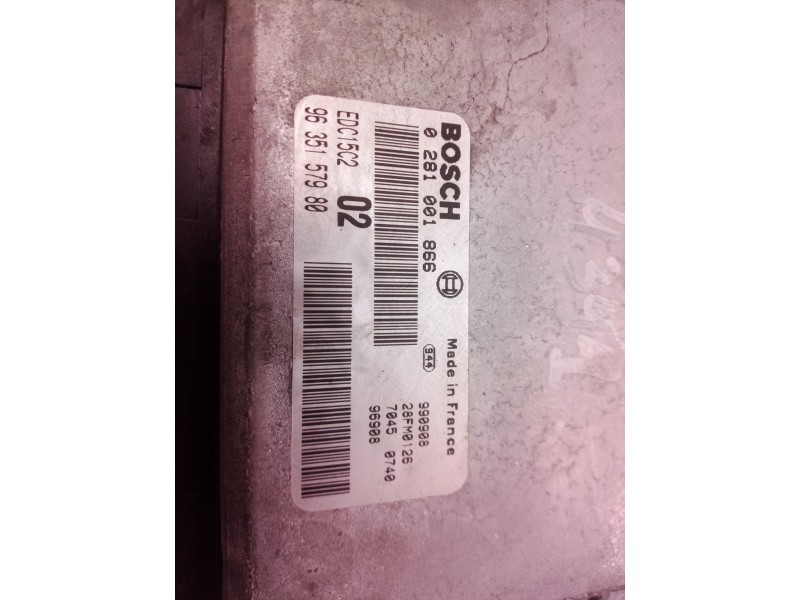 BOSCH
0 281 001 866
Made in France
944
990908
28FM0126
7045 0740
96908
EDC15C2 02
96 351 579 80